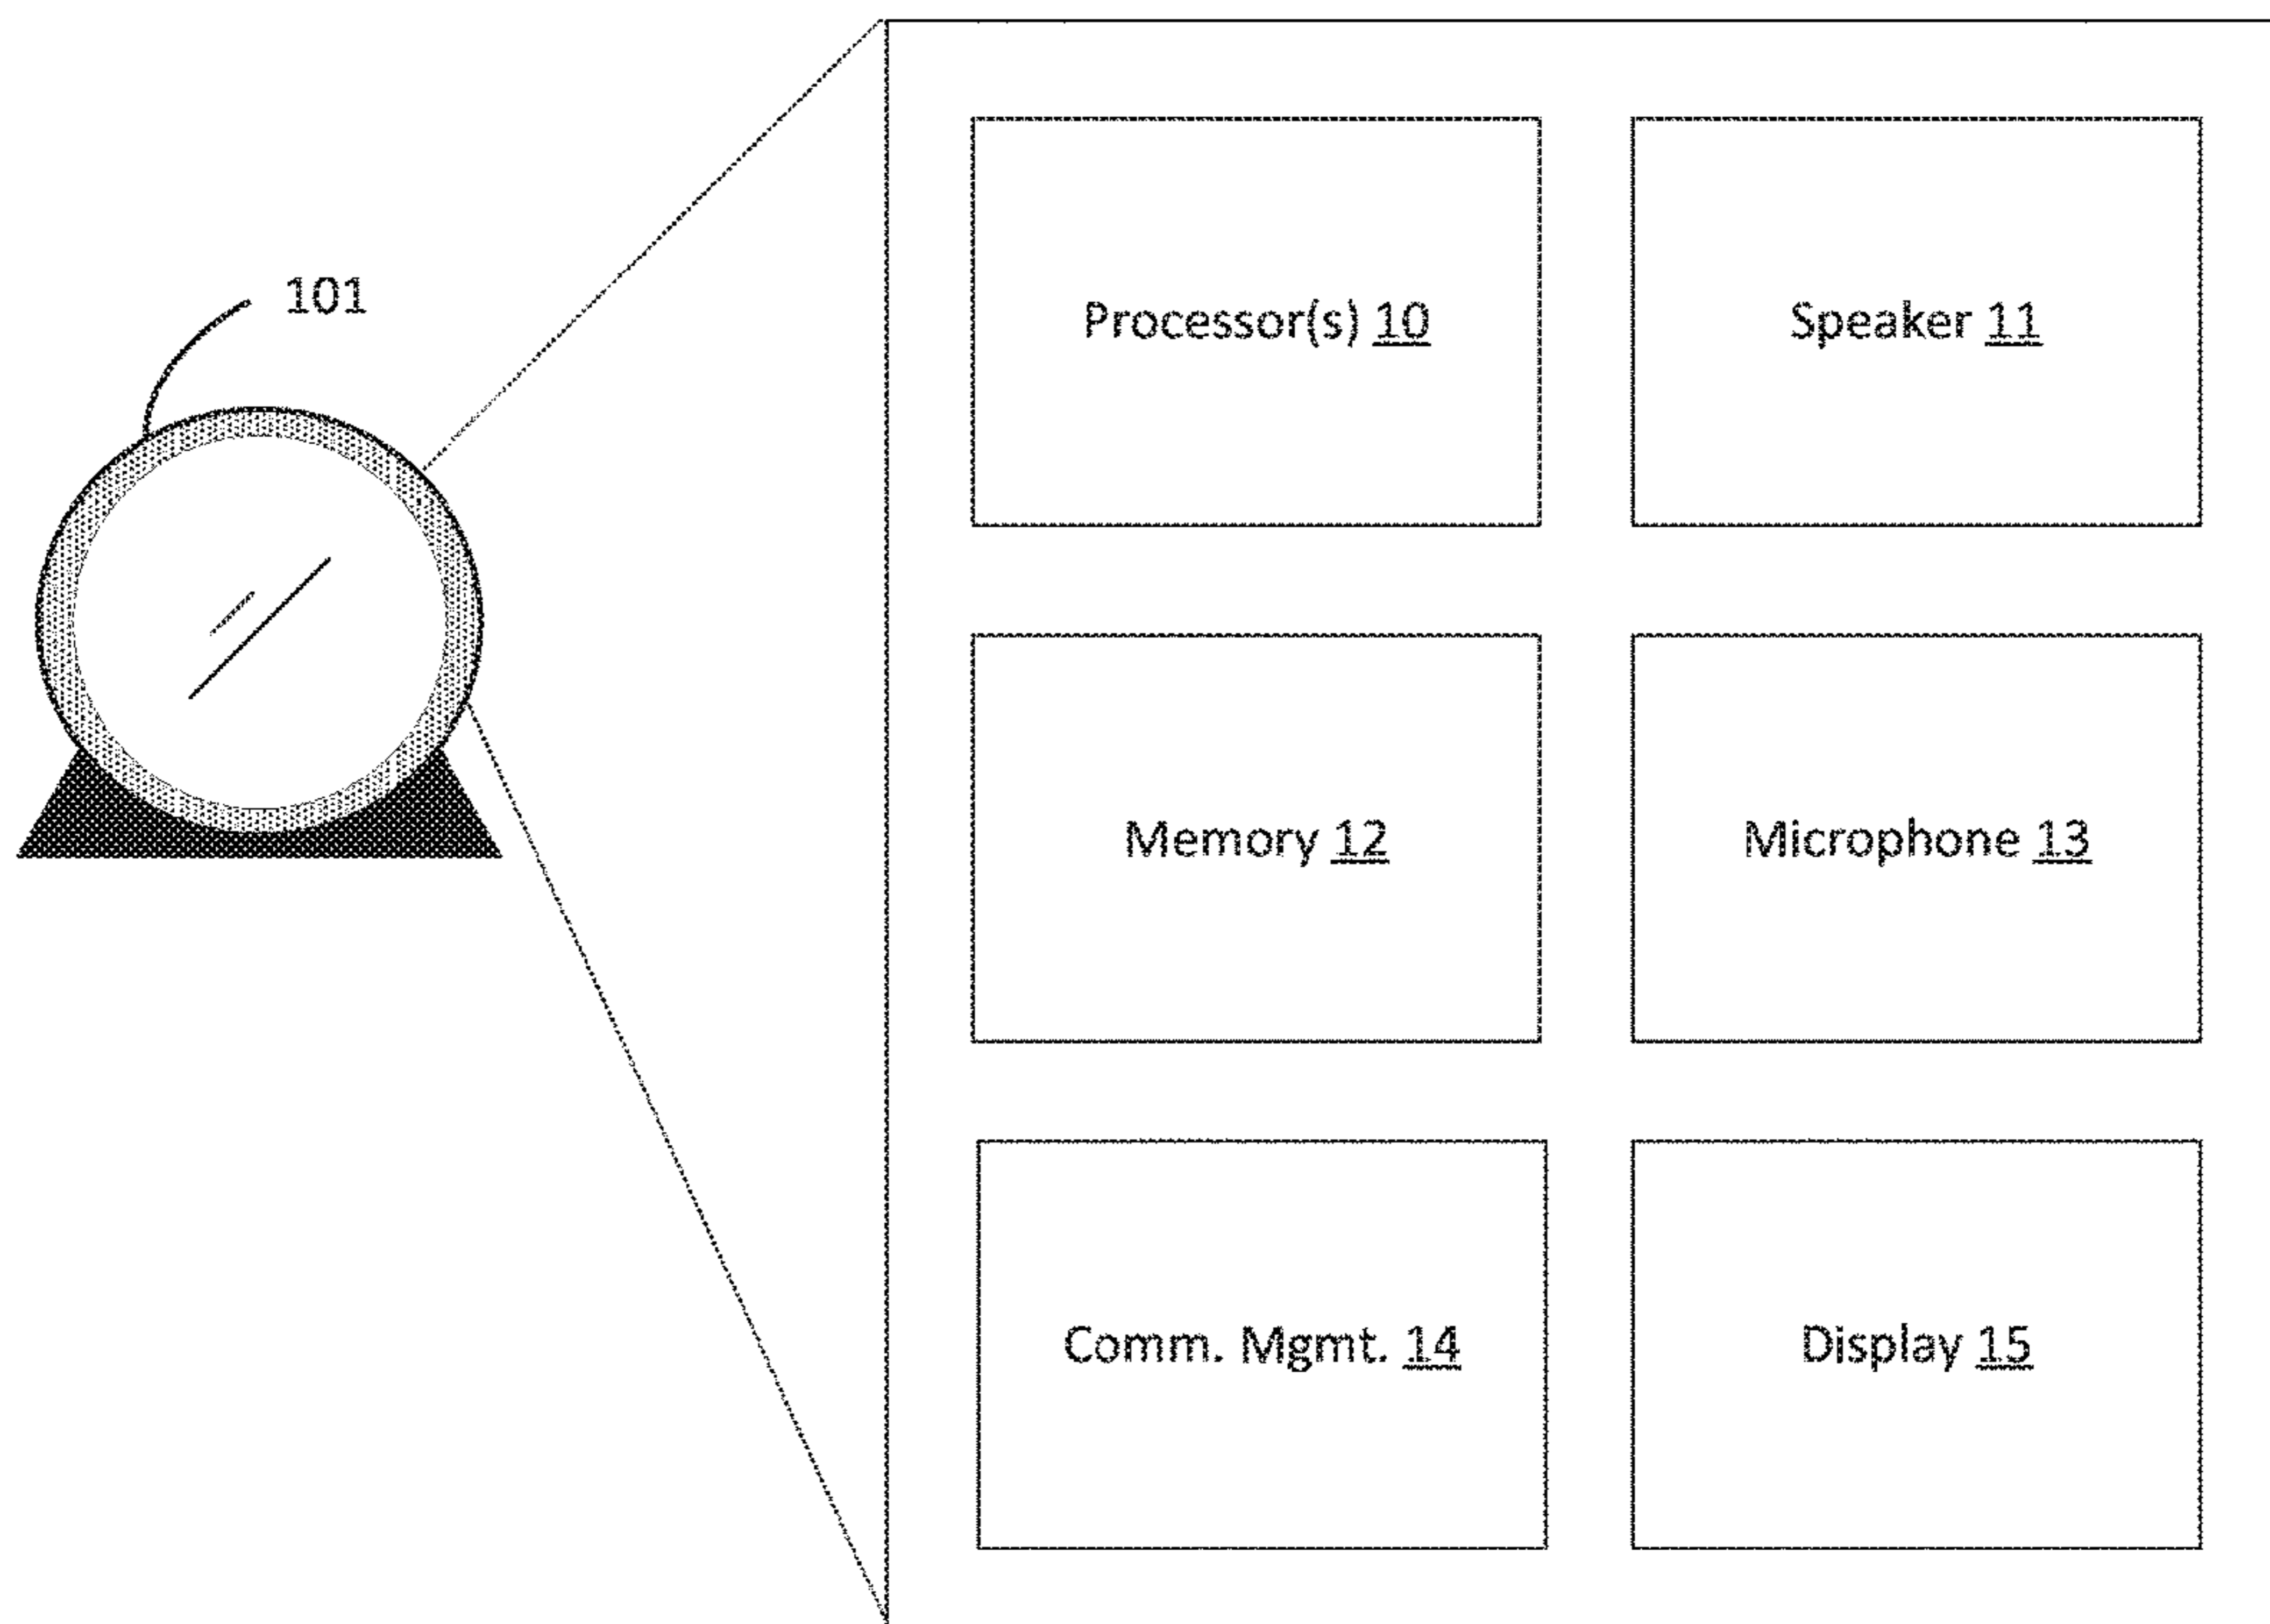 101
Processor(s) 10
Speaker 11
Memory 12
Microphone 13
Comm. Mgmt. 14
Display 15